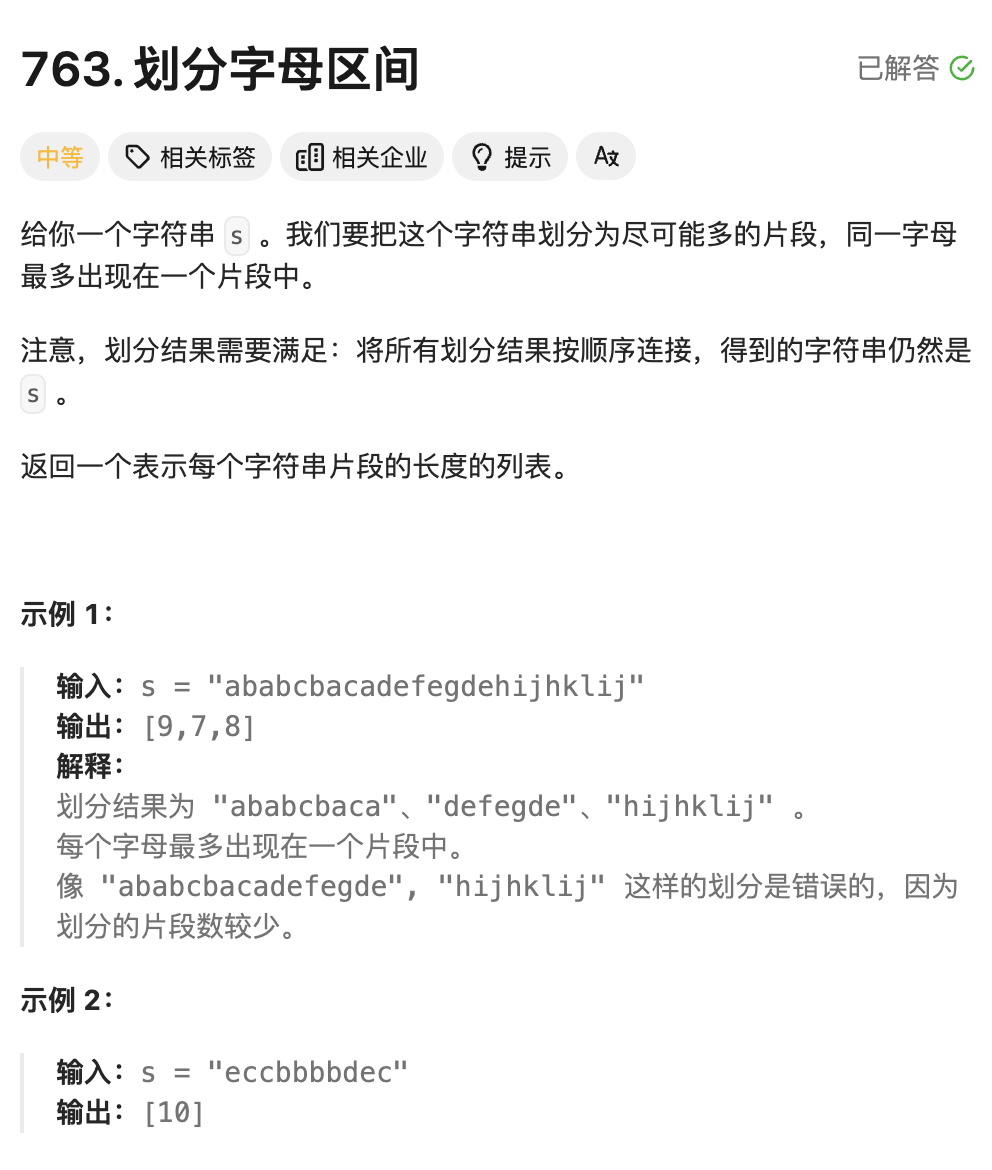 763. 划分字母区间
已解答
中等 相关标签 相关企业 提示 Aあ
给你一个字符串 s 。我们要把这个字符串划分为尽可能多的片段，同一字母
最多出现在一个片段中。
注意，划分结果需要满足：将所有划分结果按顺序连接，得到的字符串仍然是
s 。
返回一个表示每个字符串片段的长度的列表。
示例 1：
输入：s = "ababcbacadefegdehijhklij"
输出：[9,7,8]
解释：
划分结果为 "ababcbaca"、"defegde"、"hijhklij" 。
每个字母最多出现在一个片段中。
像 "ababcbacadefegde", "hijhklij" 这样的划分是错误的，因为
划分的片段数较少。
示例 2：
输入：s = "eccbbbbdec"
输出：[10]